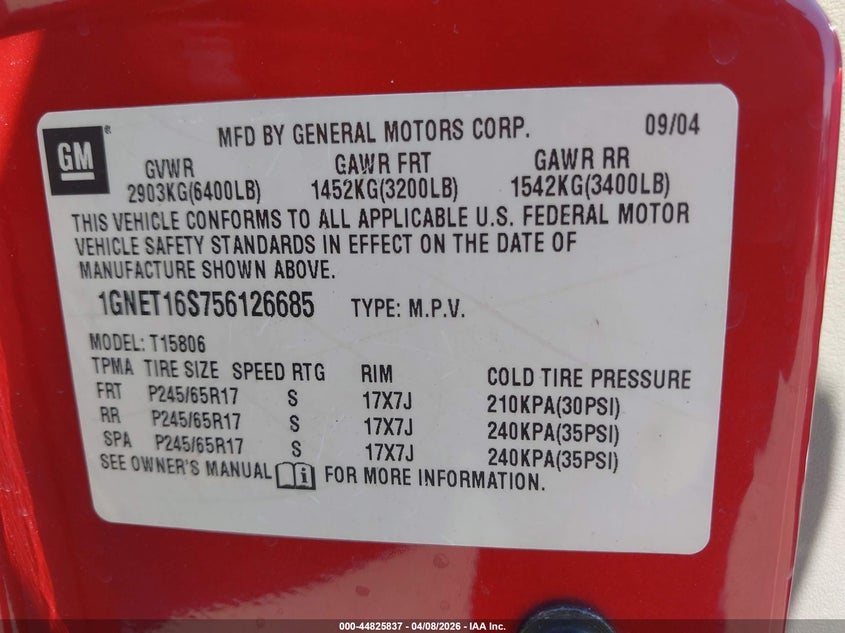 GM ® MFD BY GENERAL MOTORS CORP. 09/04
GVWR GAWR FRT GAWR RR
2903KG(6400LB) 1452KG(3200LB) 1542KG(3400LB)
THIS VEHICLE CONFORMS TO ALL APPLICABLE U.S. FEDERAL MOTOR
VEHICLE SAFETY STANDARDS IN EFFECT ON THE DATE OF
MANUFACTURE SHOWN ABOVE.
1GNET16S756126685 TYPE: M.P.V.
MODEL: T15806
TPMA TIRE SIZE SPEED RTG RIM COLD TIRE PRESSURE
FRT P245/65R17 S 17X7J 210KPA(30PSI)
RR P245/65R17 S 17X7J 240KPA(35PSI)
SPA P245/65R17 S 17X7J 240KPA(35PSI)
SEE OWNER'S MANUAL i FOR MORE INFORMATION.
000-44825837 - 04/08/2026 - IAA Inc.